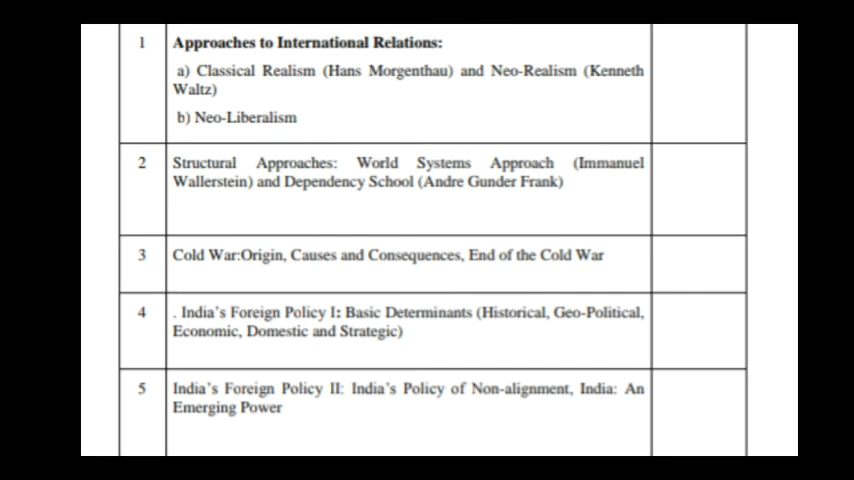 1 Approaches to International Relations:
a) Classical Realism (Hans Morgenthau) and Neo-Realism (Kenneth
Waltz)
b) Neo-Liberalism
2 Structural Approaches: World Systems Approach (Immanuel
Wallerstein) and Dependency School (Andre Gunder Frank)
3 Cold War:Origin, Causes and Consequences, End of the Cold War
4 . India's Foreign Policy I: Basic Determinants (Historical, Geo-Political,
Economic, Domestic and Strategic)
5 India's Foreign Policy II: India's Policy of Non-alignment, India: An
Emerging Power